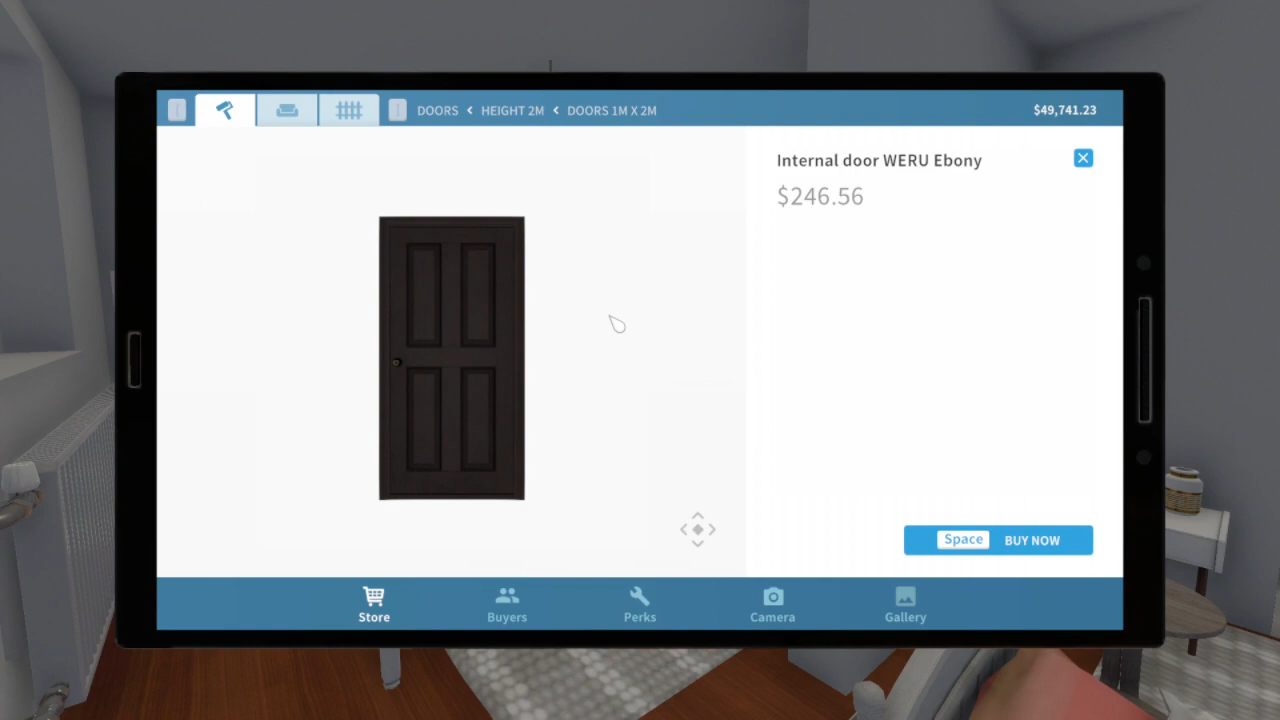 DOORS < HEIGHT 2M < DOORS 1M X 2M
$49,741.23
Internal door WERU Ebony
$246.56
Space BUY NOW
Store
Buyers
Perks
Camera
Gallery